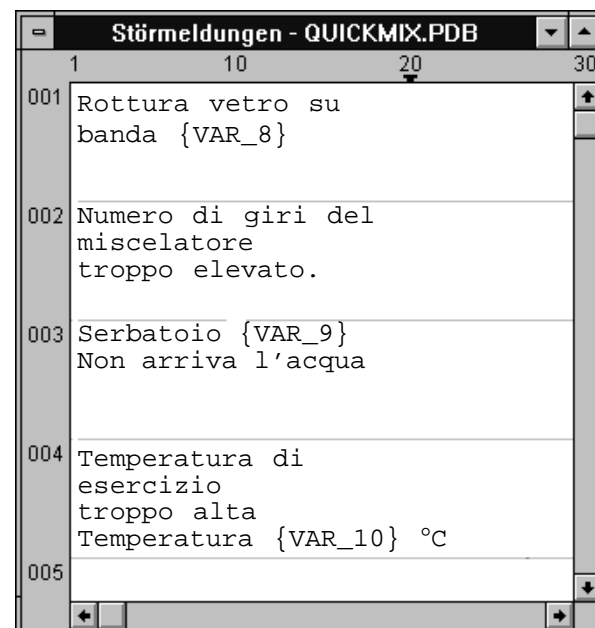 Störmeldungen - QUICKMIX.PDB
1 10 20 30
001 Rottura vetro su
banda {VAR_8}
002 Numero di giri del
miscelatore
troppo elevato.
003 Serbatoio {VAR_9}
Non arriva l'acqua
004 Temperatura di
esercizio
troppo alta
Temperatura {VAR_10} °C
005